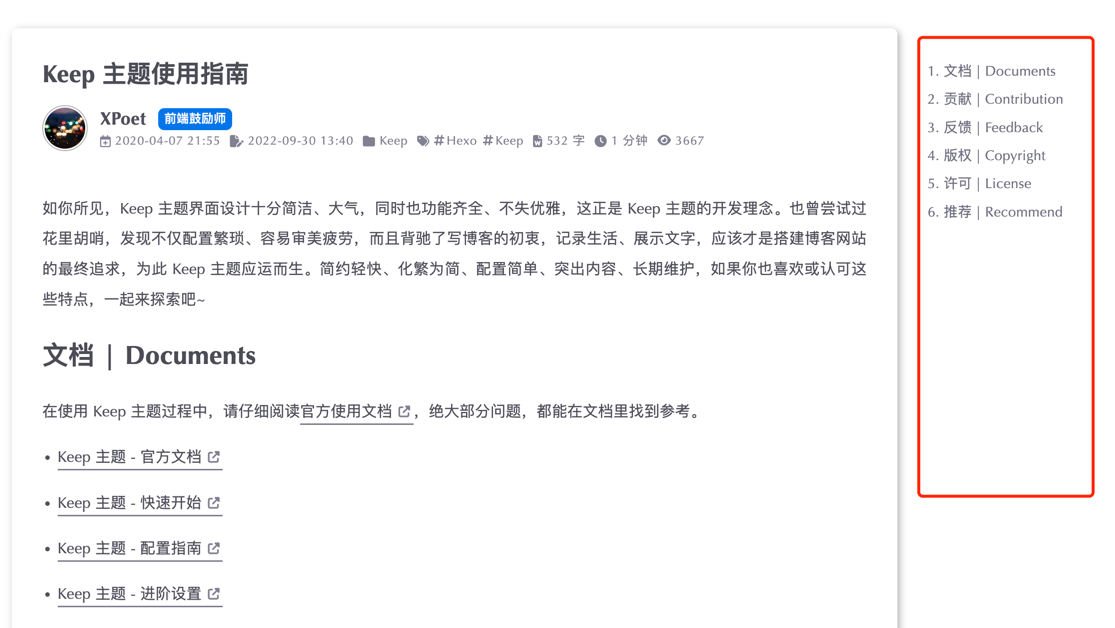 Keep 主题使用指南
XPoet 前端鼓励师
2020-04-07 21:55 2022-09-30 13:40 Keep #Hexo #Keep 532 字 1 分钟 3667
如你所见，Keep 主题界面设计十分简洁、大气，同时也功能齐全、不失优雅，这正是 Keep 主题的开发理念。也曾尝试过
花里胡哨，发现不仅配置繁琐、容易审美疲劳，而且背驰了写博客的初衷，记录生活、展示文字，应该才是搭建博客网站
的最终追求，为此 Keep 主题应运而生。简约轻快、化繁为简、配置简单、突出内容、长期维护，如果你也喜欢或认可这
些特点，一起来探索吧~
文档 | Documents
在使用 Keep 主题过程中，请仔细阅读官方使用文档，绝大部分问题，都能在文档里找到参考。
• Keep 主题 - 官方文档
• Keep 主题 - 快速开始
• Keep 主题 - 配置指南
• Keep 主题 - 进阶设置
1. 文档 | Documents
2. 贡献 | Contribution
3. 反馈 | Feedback
4. 版权 | Copyright
5. 许可 | License
6. 推荐 | Recommend